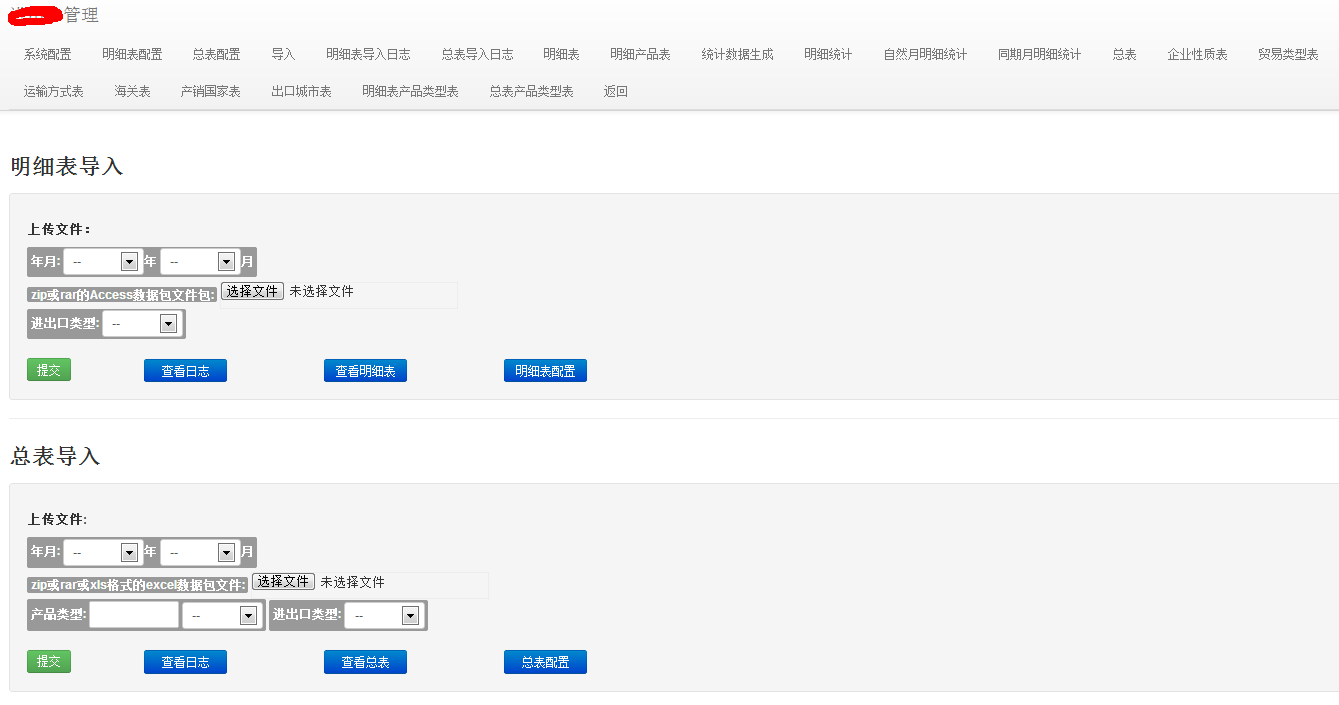 管理
系统配置 明细表配置 总表配置 导入 明细表导入日志 总表导入日志 明细表 明细产品表 统计数据生成 明细统计 自然月明细统计 同期月明细统计 总表 企业性质表 贸易类型表
运输方式表 海关表 产销国家表 出口城市表 明细表产品类型表 总表产品类型表 返回
明细表导入
上传文件：
年月: -- 年 -- 月
zip或rar的Access数据包文件包: 选择文件 未选择文件
进出口类型: --
提交 查看日志 查看明细表 明细表配置
总表导入
上传文件:
年月: -- 年 -- 月
zip或rar或xls格式的excel数据包文件: 选择文件 未选择文件
产品类型: -- 进出口类型: --
提交 查看日志 查看总表 总表配置